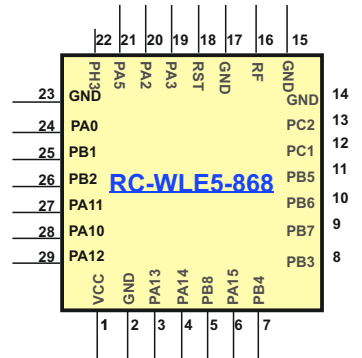 22 21 20 19 18 17 16 15
PH3 PA5 PA2 PA3 RST GND RF GND
23 GND
24 PA0
25 PB1
26 PB2
27 PA11
28 PA10
29 PA12
RC-WLE5-868
GND 14
PC2 13
PC1 12
PB5 11
PB6 10
PB7 9
PB3 8
VCC GND PA13 PA14 PB8 PA15 PB4
1 2 3 4 5 6 7